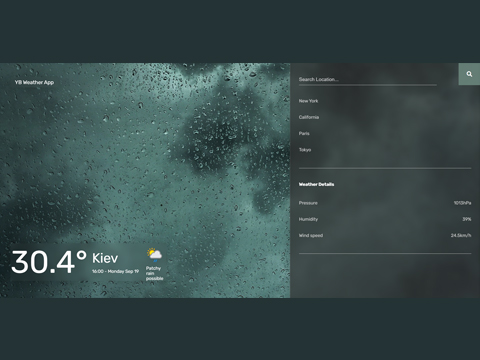 YB Weather App
Search Location...
New York
California
Paris
Tokyo
Weather Details
Pressure 1012hPa
Humidity 39%
Wind speed 24.5km/h
30.4° Kiev
16:00 - Monday Sep 19
Patchy
rain
possible